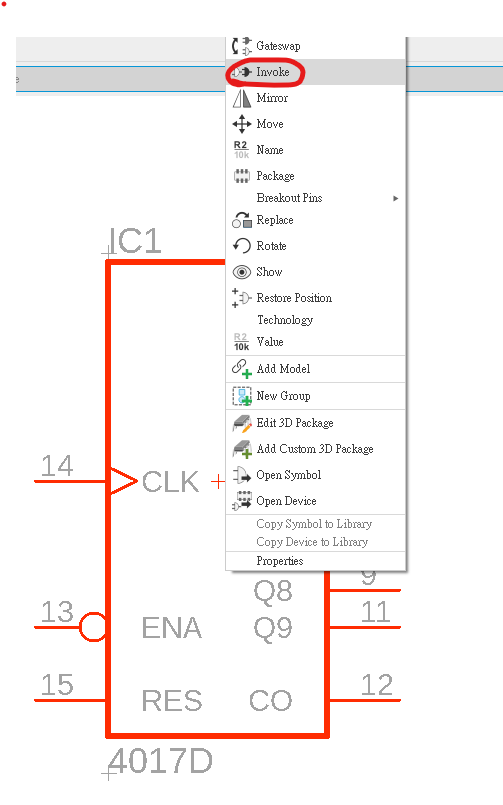 Gateswap
Invoke
Mirror
Move
R2
10k
Name
Package
Breakout Pins
Replace
Rotate
Show
Restore Position
Technology
R2
10k
Value
Add Model
New Group
Edit 3D Package
Add Custom 3D Package
Open Symbol
Open Device
Copy Symbol to Library
Copy Device to Library
Properties
IC1
14
CLK
9
Q8
13
ENA
Q9
11
15
RES
CO
12
4017D